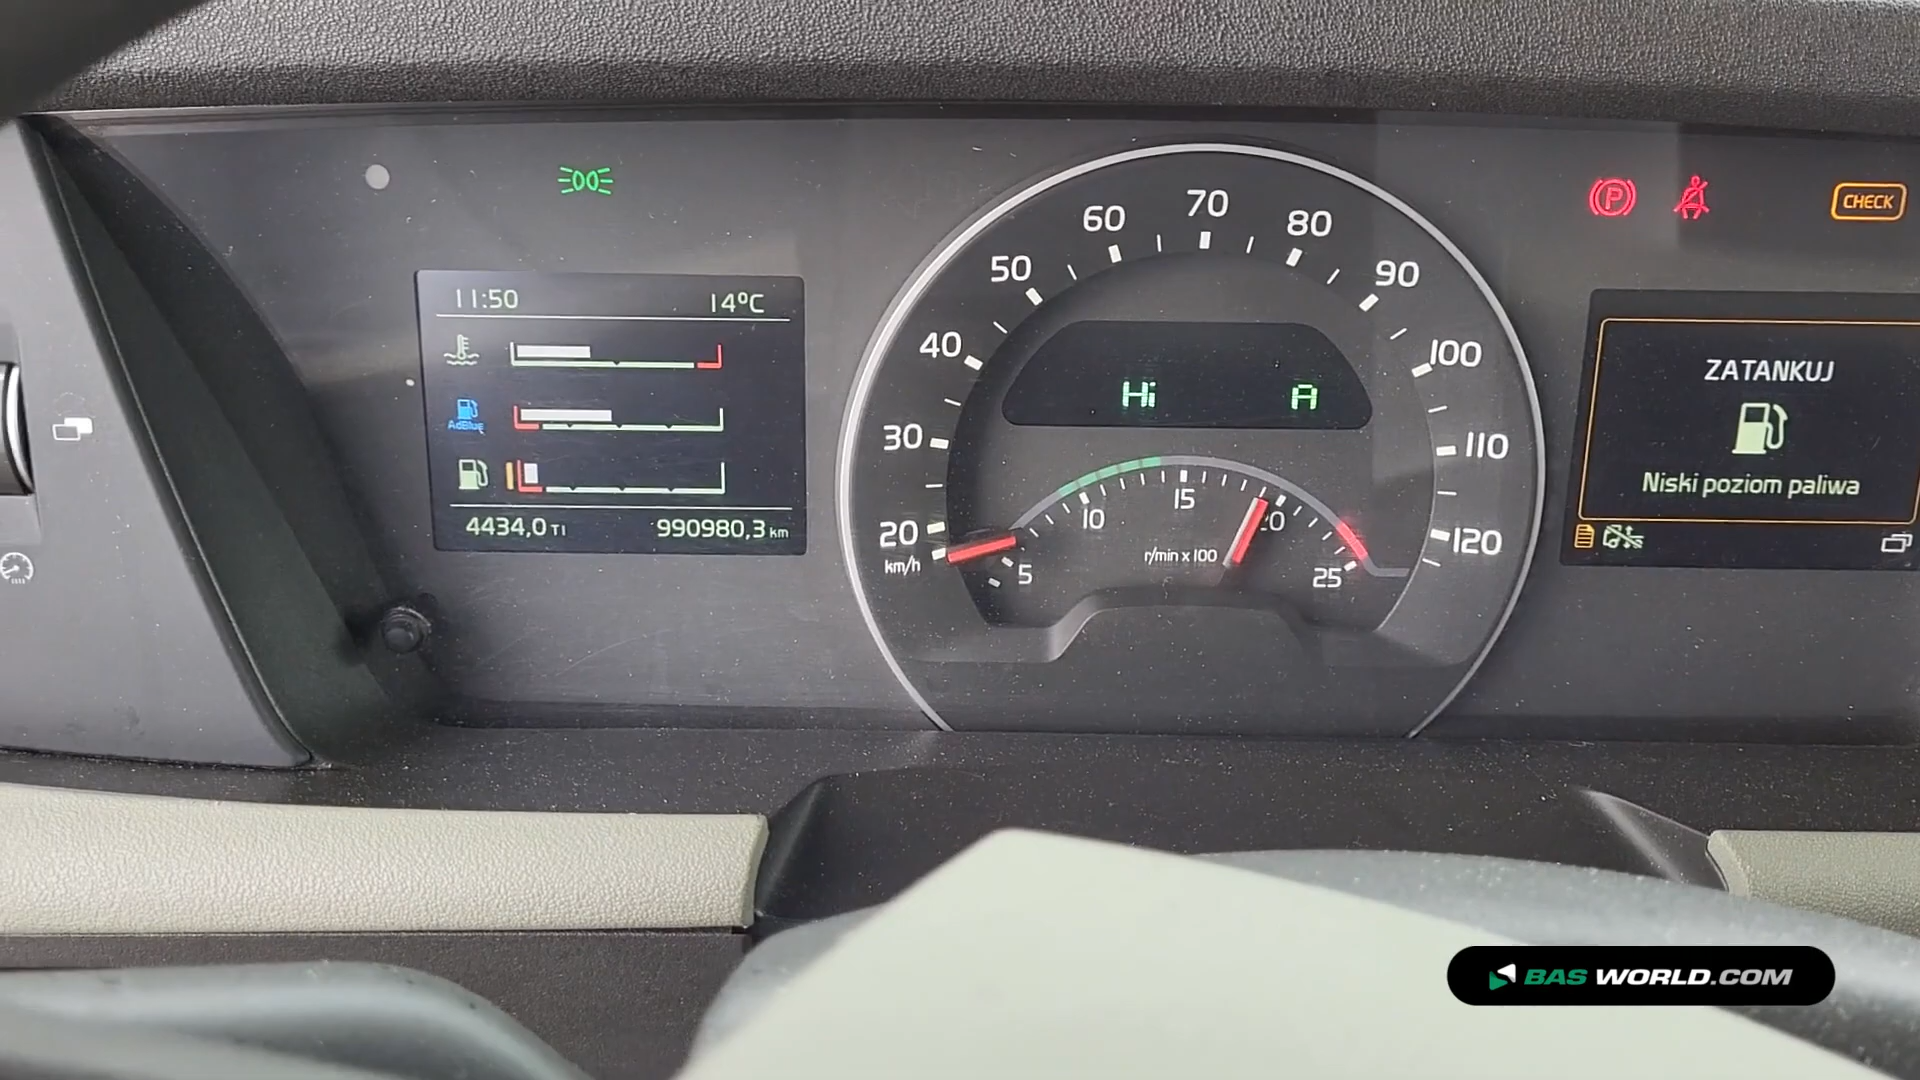 11:50 14°C
AdBlue
4434,0 T1 990980,3 km
20 30 40 50 60 70 80 90 100 110 120
km/h
Hi A
5 10 15 20 25
r/min x 100
P
CHECK
ZATANKUJ
Niski poziom paliwa
BAS WORLD.COM